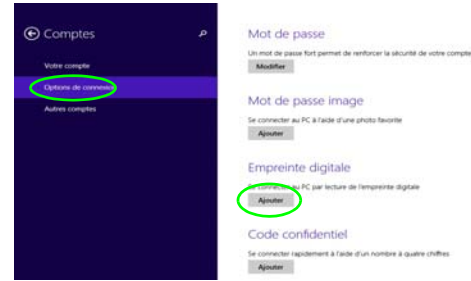 Comptes
Votre compte
Options de connexion
Autres comptes
Mot de passe
Un mot de passe fort permet de renforcer la sécurité de votre compte
Modifier
Mot de passe image
Se connecter au PC à l'aide d'une photo favorite
Ajouter
Empreinte digitale
Se connecter au PC par lecture de l'empreinte digitale
Ajouter
Code confidentiel
Se connecter rapidement à l'aide d'un nombre à quatre chiffres
Ajouter